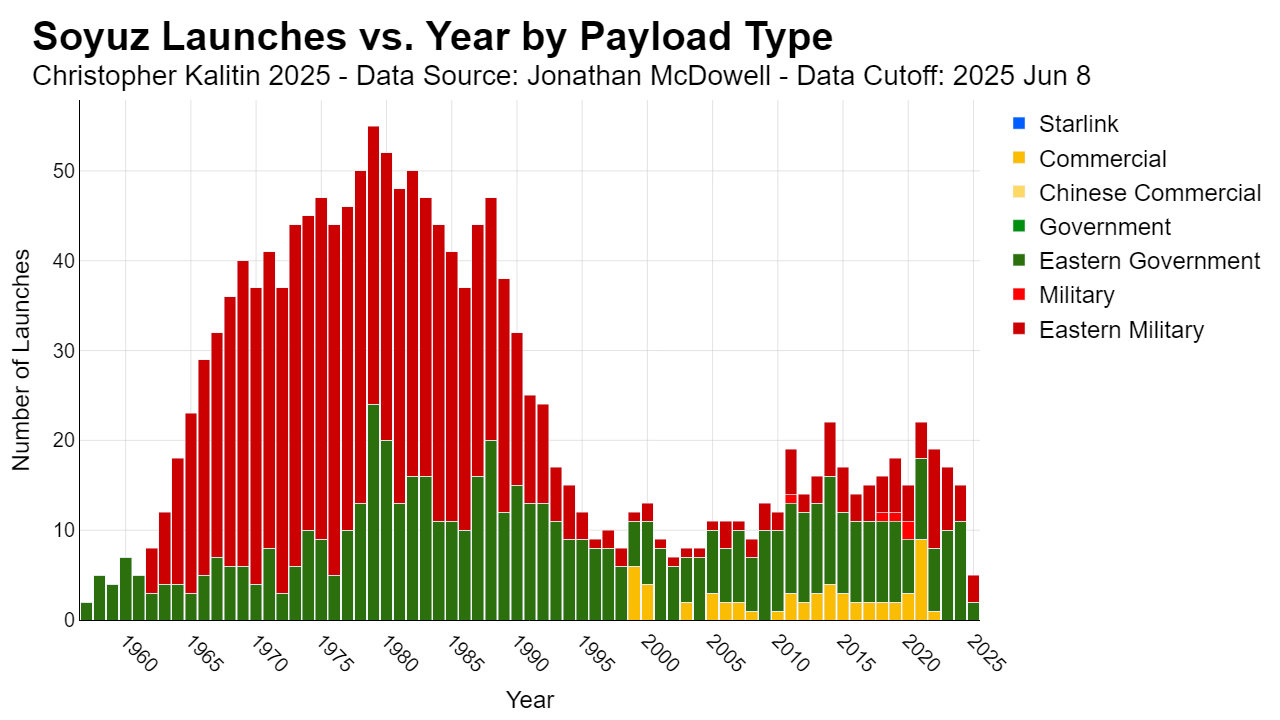 Soyuz Launches vs. Year by Payload Type
Christopher Kalitin 2025 - Data Source: Jonathan McDowell - Data Cutoff: 2025 Jun 8
Starlink
Commercial
Chinese Commercial
Government
Eastern Government
Military
Eastern Military
Number of Launches
50
40
30
20
10
0
1960
1965
1970
1975
1980
1985
1990
1995
2000
2005
2010
2015
2020
2025
Year